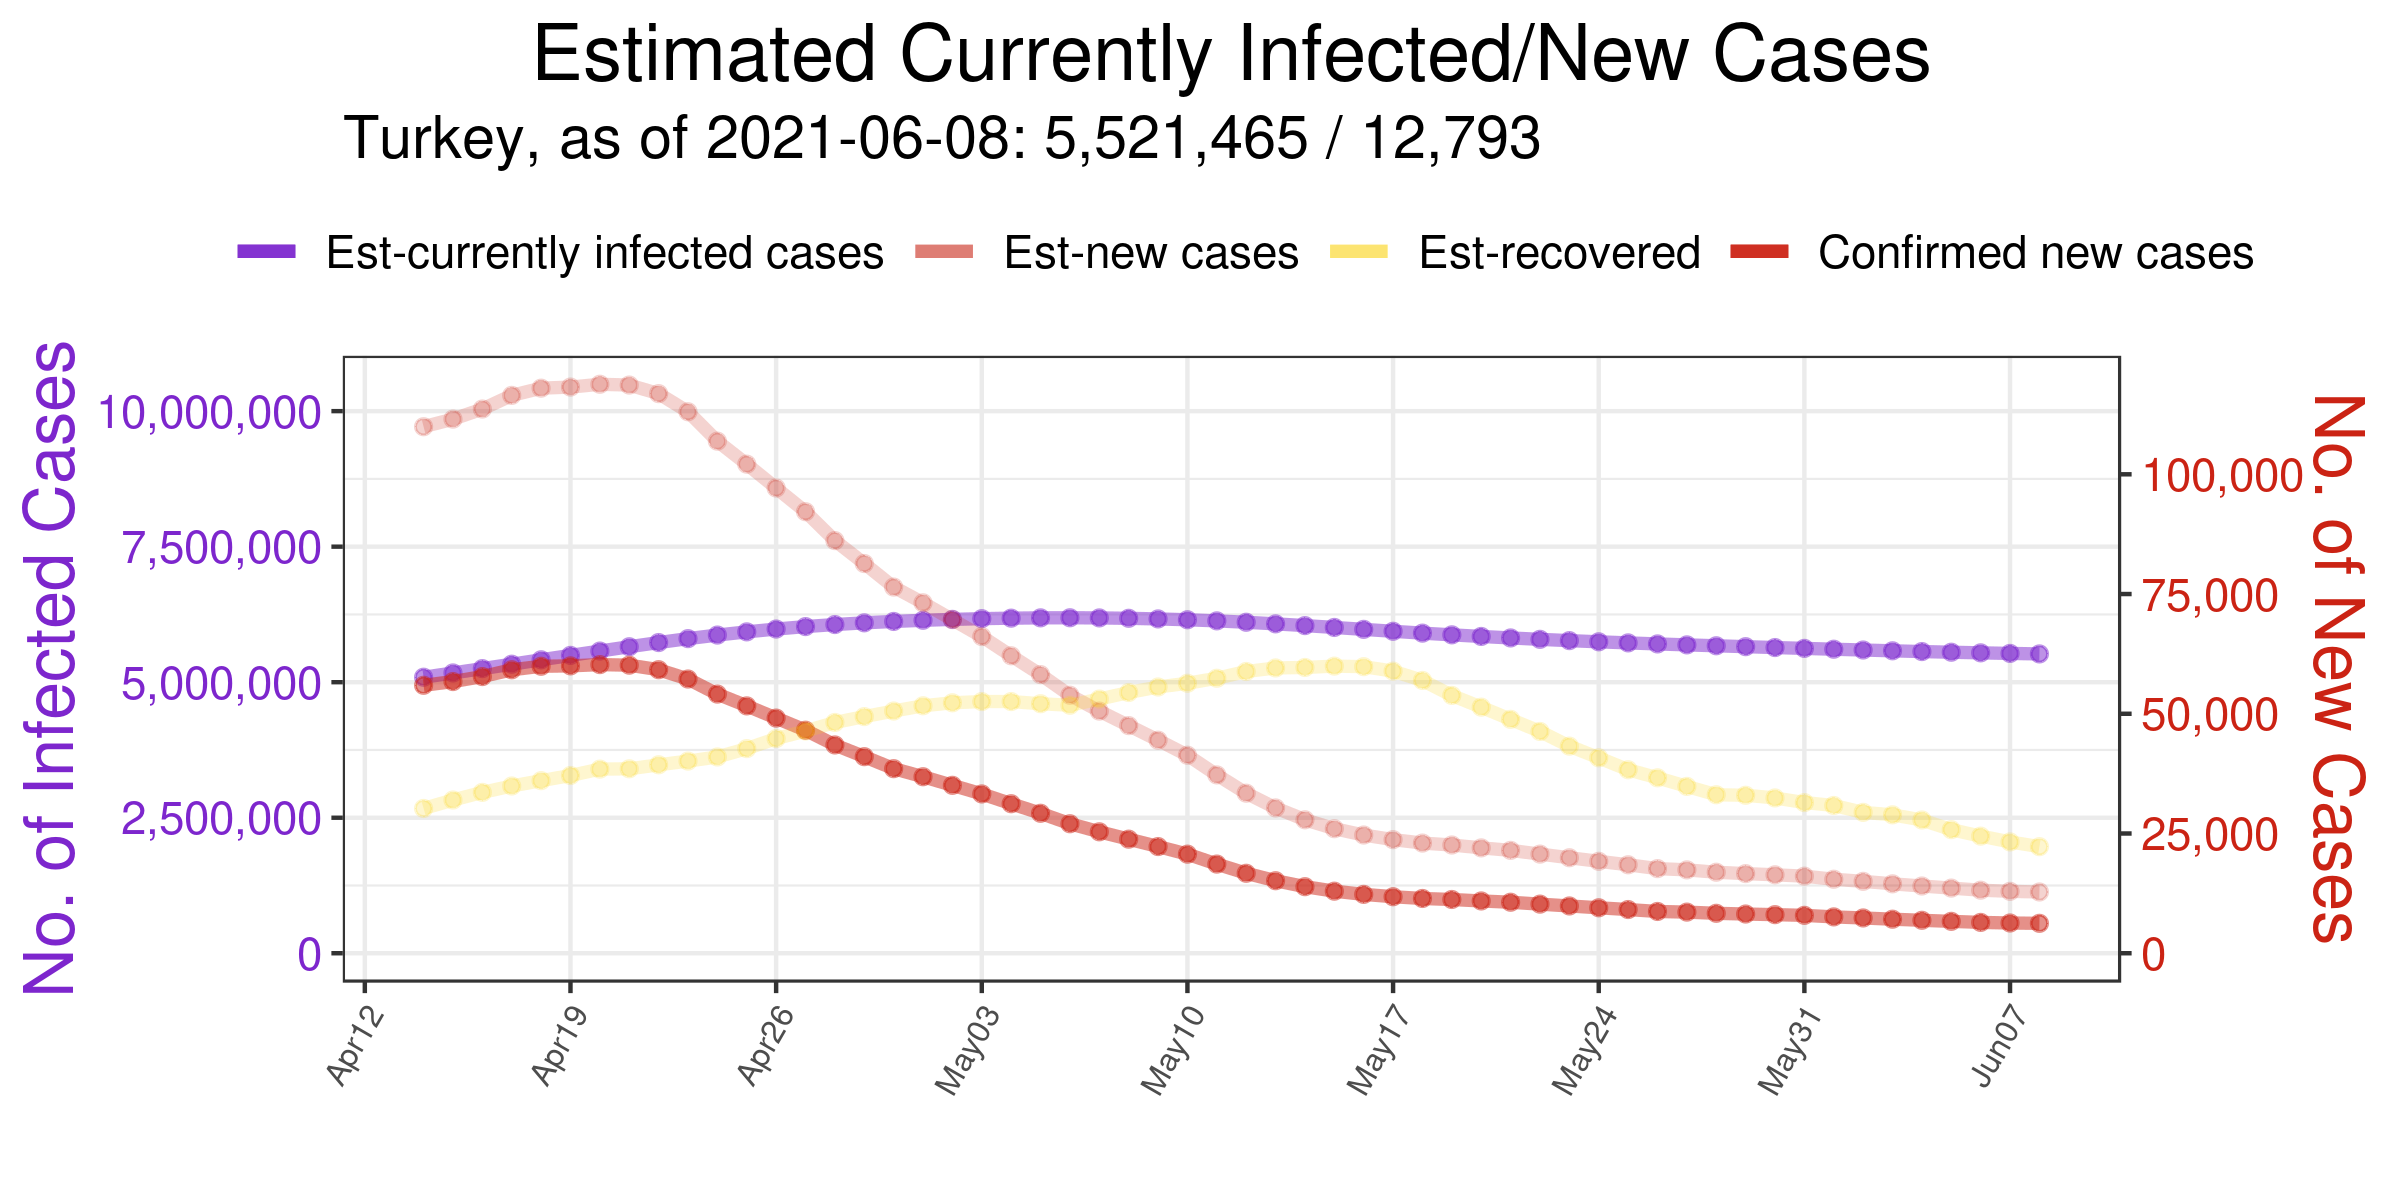 Estimated Currently Infected/New Cases
Turkey, as of 2021-06-08: 5,521,465 / 12,793
Est-currently infected cases Est-new cases Est-recovered Confirmed new cases
No. of Infected Cases
10,000,000
7,500,000
5,000,000
2,500,000
0
100,000
75,000
50,000
25,000
0
No. of New Cases
Apr12 Apr19 Apr26 May03 May10 May17 May24 May31 Jun07